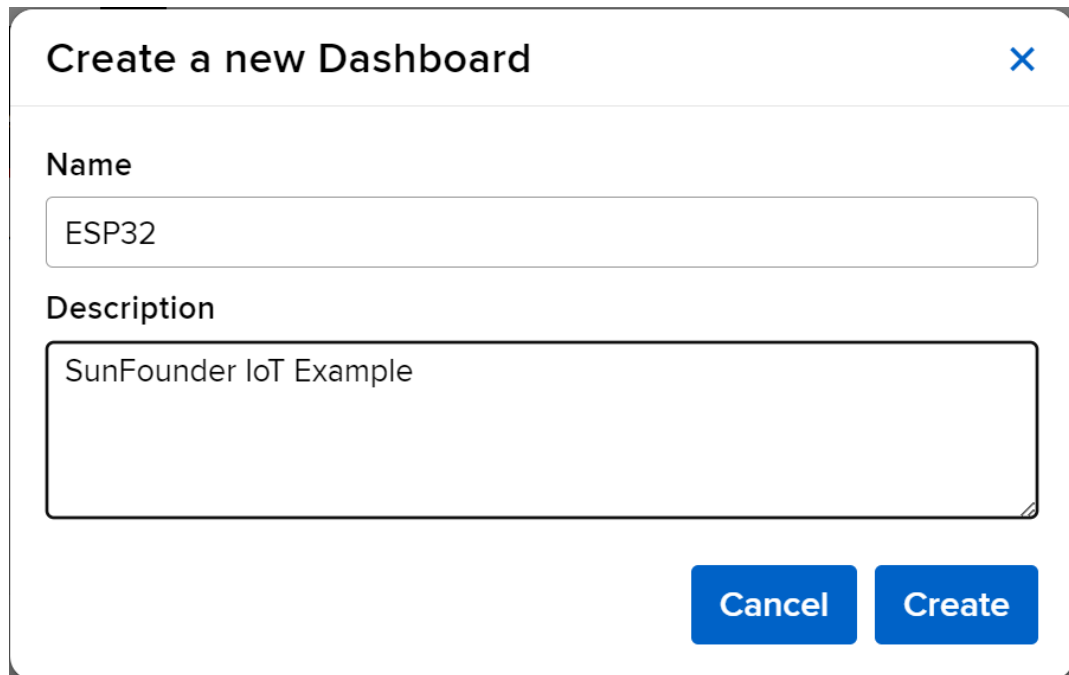 Create a new Dashboard
Name
ESP32
Description
SunFounder IoT Example
Cancel Create